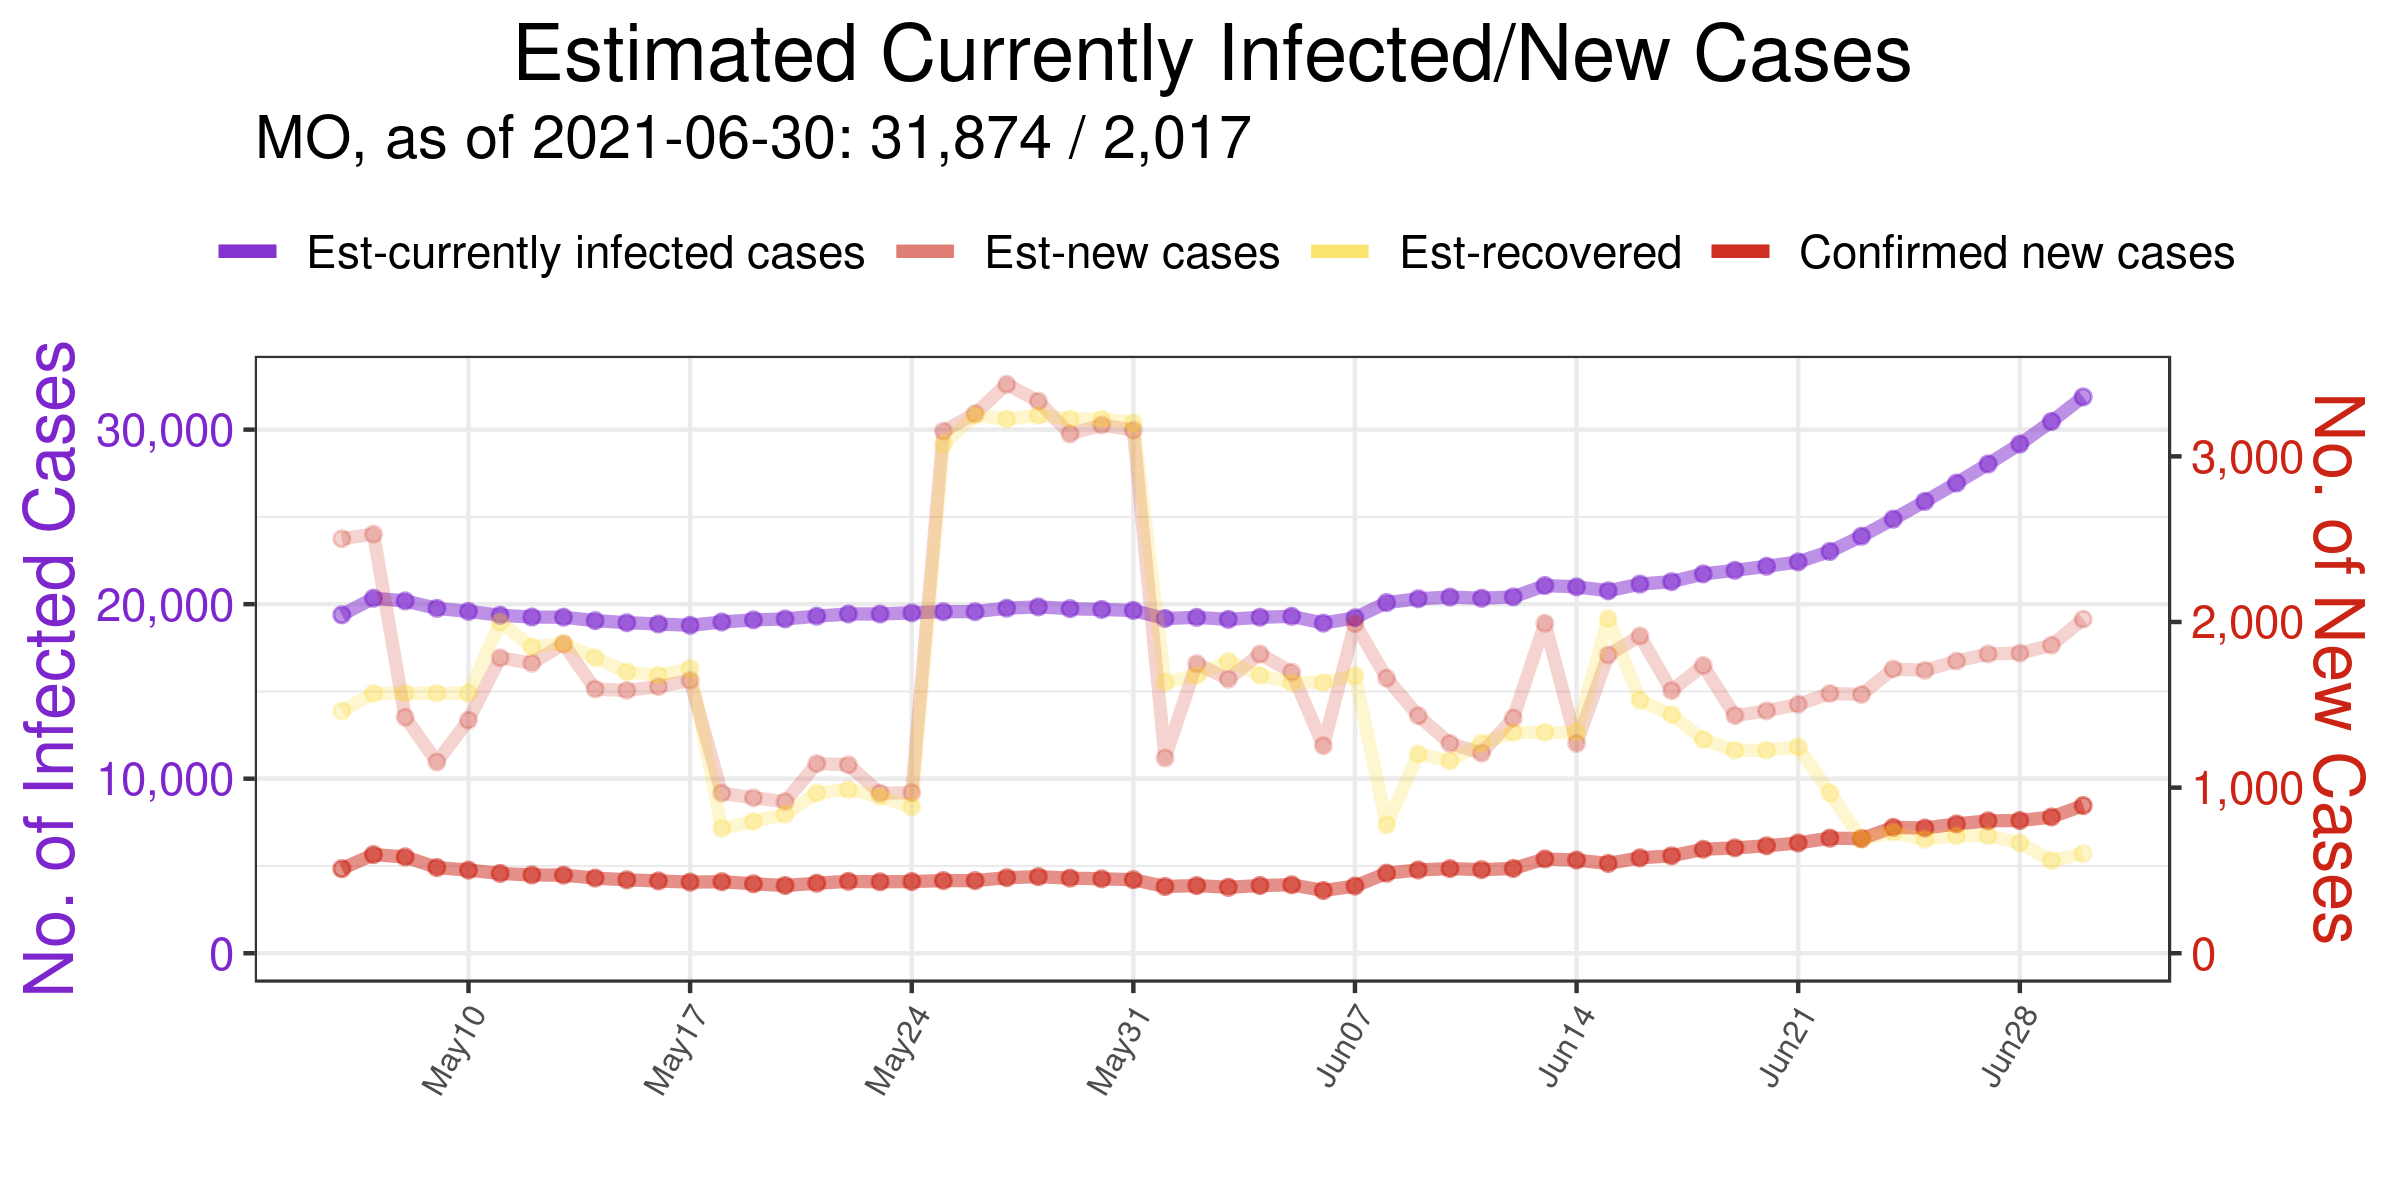 Estimated Currently Infected/New Cases
MO, as of 2021-06-30: 31,874 / 2,017
Est-currently infected cases
Est-new cases
Est-recovered
Confirmed new cases
No. of Infected Cases
30,000
20,000
10,000
0
3,000
2,000
1,000
0
No. of New Cases
May10
May17
May24
May31
Jun07
Jun14
Jun21
Jun28